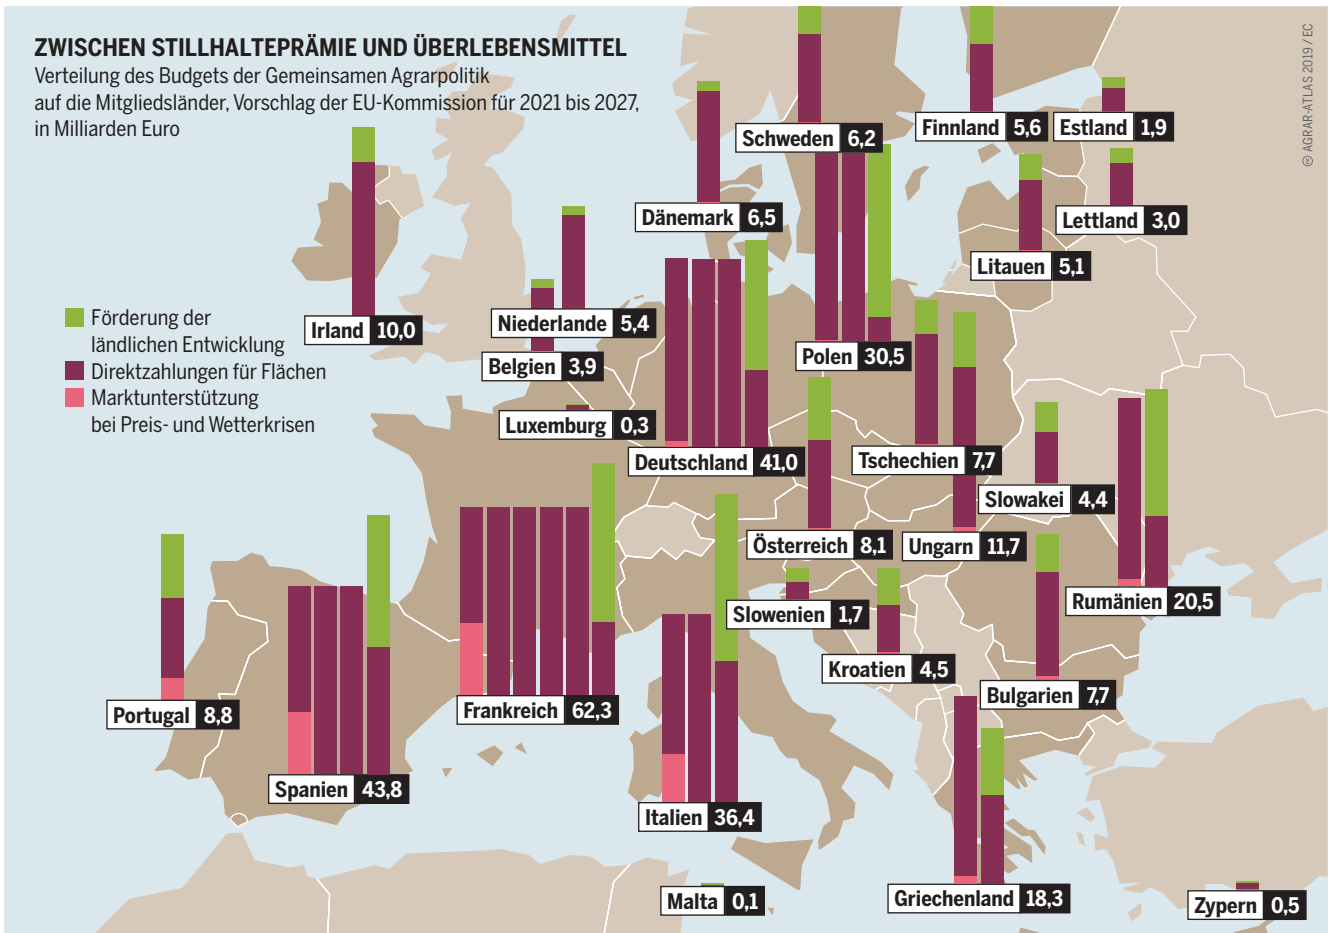 ZWISCHEN STILLHALTEPRÄMIE UND ÜBERLEBENSMITTEL
Verteilung des Budgets der Gemeinsamen Agrarpolitik
auf die Mitgliedsländer, Vorschlag der EU-Kommission für 2021 bis 2027,
in Milliarden Euro
© AGRAR-ATLAS 2019 / EC
Schweden 6,2
Finnland 5,6
Estland 1,9
Dänemark 6,5
Lettland 3,0
Litauen 5,1
Irland 10,0
Niederlande 5,4
Belgien 3,9
Polen 30,5
Förderung der
ländlichen Entwicklung
Direktzahlungen für Flächen
Marktunterstützung
bei Preis- und Wetterkrisen
Luxemburg 0,3
Deutschland 41,0
Tschechien 7,7
Slowakei 4,4
Österreich 8,1
Ungarn 11,7
Rumänien 20,5
Slowenien 1,7
Kroatien 4,5
Bulgarien 7,7
Portugal 8,8
Frankreich 62,3
Spanien 43,8
Italien 36,4
Malta 0,1
Griechenland 18,3
Zypern 0,5